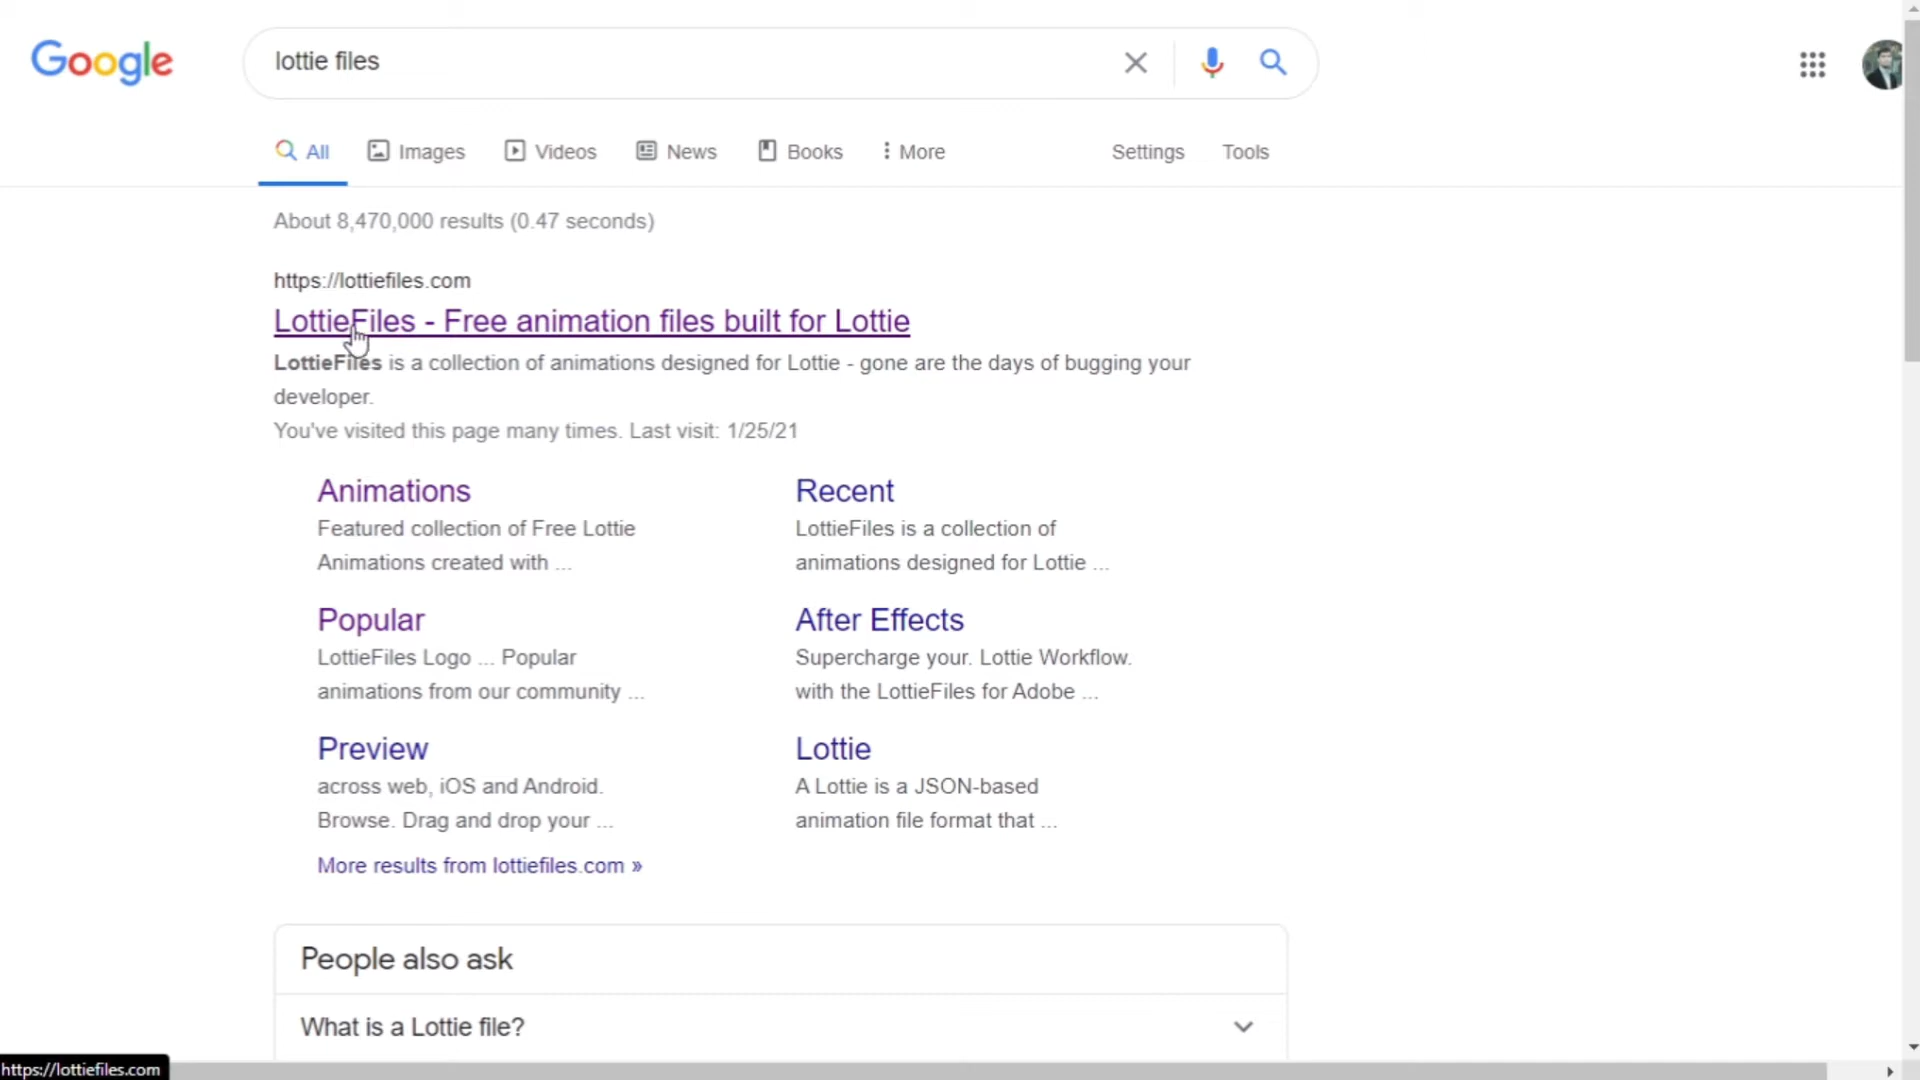 Google
lottie files
All Images Videos News Books More Settings Tools
About 8,470,000 results (0.47 seconds)
https://lottiefiles.com
LottieFiles - Free animation files built for Lottie
LottieFiles is a collection of animations designed for Lottie - gone are the days of bugging your
developer.
You've visited this page many times. Last visit: 1/25/21
Animations
Featured collection of Free Lottie
Animations created with ...
Recent
LottieFiles is a collection of
animations designed for Lottie ...
Popular
LottieFiles Logo ... Popular
animations from our community ...
After Effects
Supercharge your. Lottie Workflow.
with the LottieFiles for Adobe ...
Preview
across web, iOS and Android.
Browse. Drag and drop your ...
Lottie
A Lottie is a JSON-based
animation file format that ...
More results from lottiefiles.com »
People also ask
What is a Lottie file?
https://lottiefiles.com